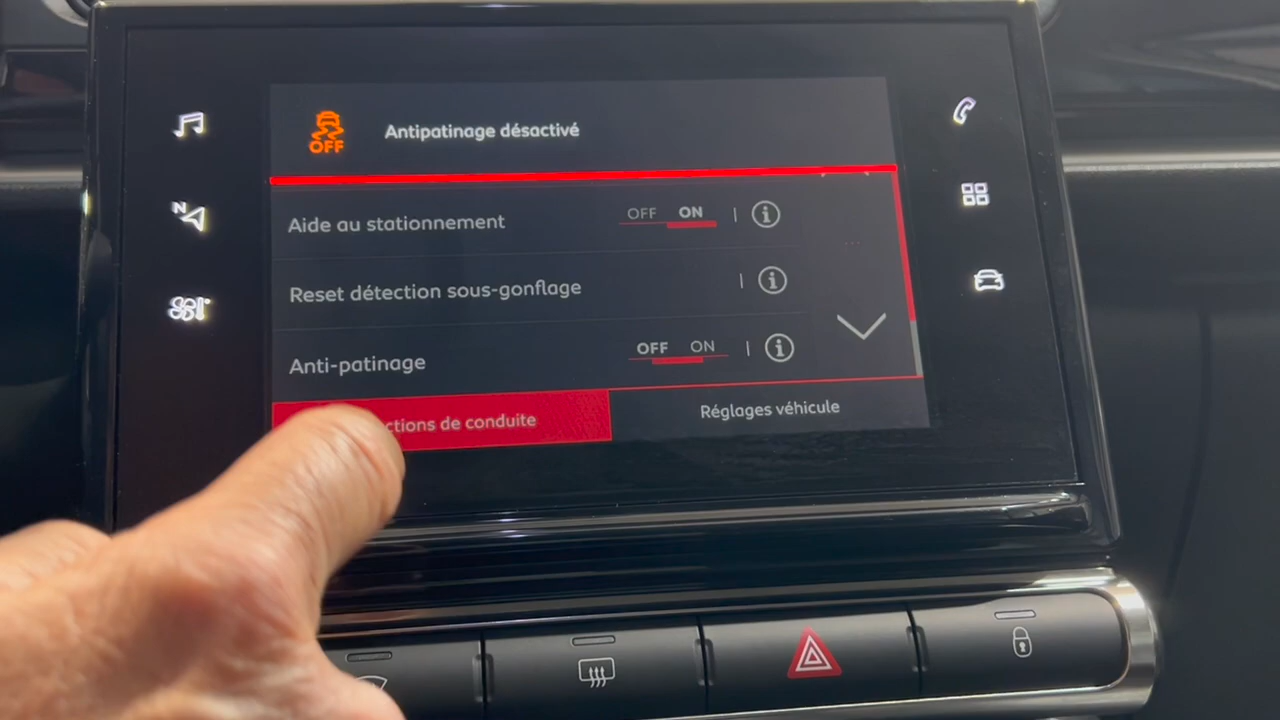 OFF
Antipatinage désactivé
N
Aide au stationnement OFF ON
Reset détection sous-gonflage
Anti-patinage OFF ON
de conduite
Réglages véhicule